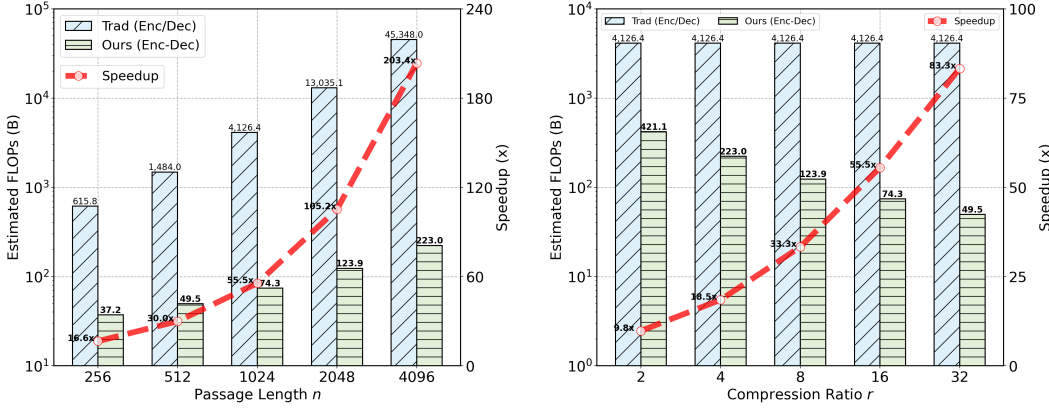 10^5
10^4
10^3
10^2
10^1
Estimated FLOPs (B)
Trad (Enc/Dec)
Ours (Enc-Dec)
Speedup
615.8
1,484.0
4,126.4
13,035.1
45,348.0
37.2
49.5
74.3
123.9
223.0
16.6x
30.0x
55.5x
105.2x
203.4x
256
512
1024
2048
4096
Passage Length n
240
180
120
60
0
Speedup (x)
10^4
10^3
10^2
10^1
10^0
Estimated FLOPs (B)
Trad (Enc/Dec)
Ours (Enc-Dec)
Speedup
4,126.4
4,126.4
4,126.4
4,126.4
4,126.4
421.1
223.0
123.9
74.3
49.5
9.8x
18.5x
33.3x
55.5x
83.3x
2
4
8
16
32
Compression Ratio r
100
75
50
25
0
Speedup (x)